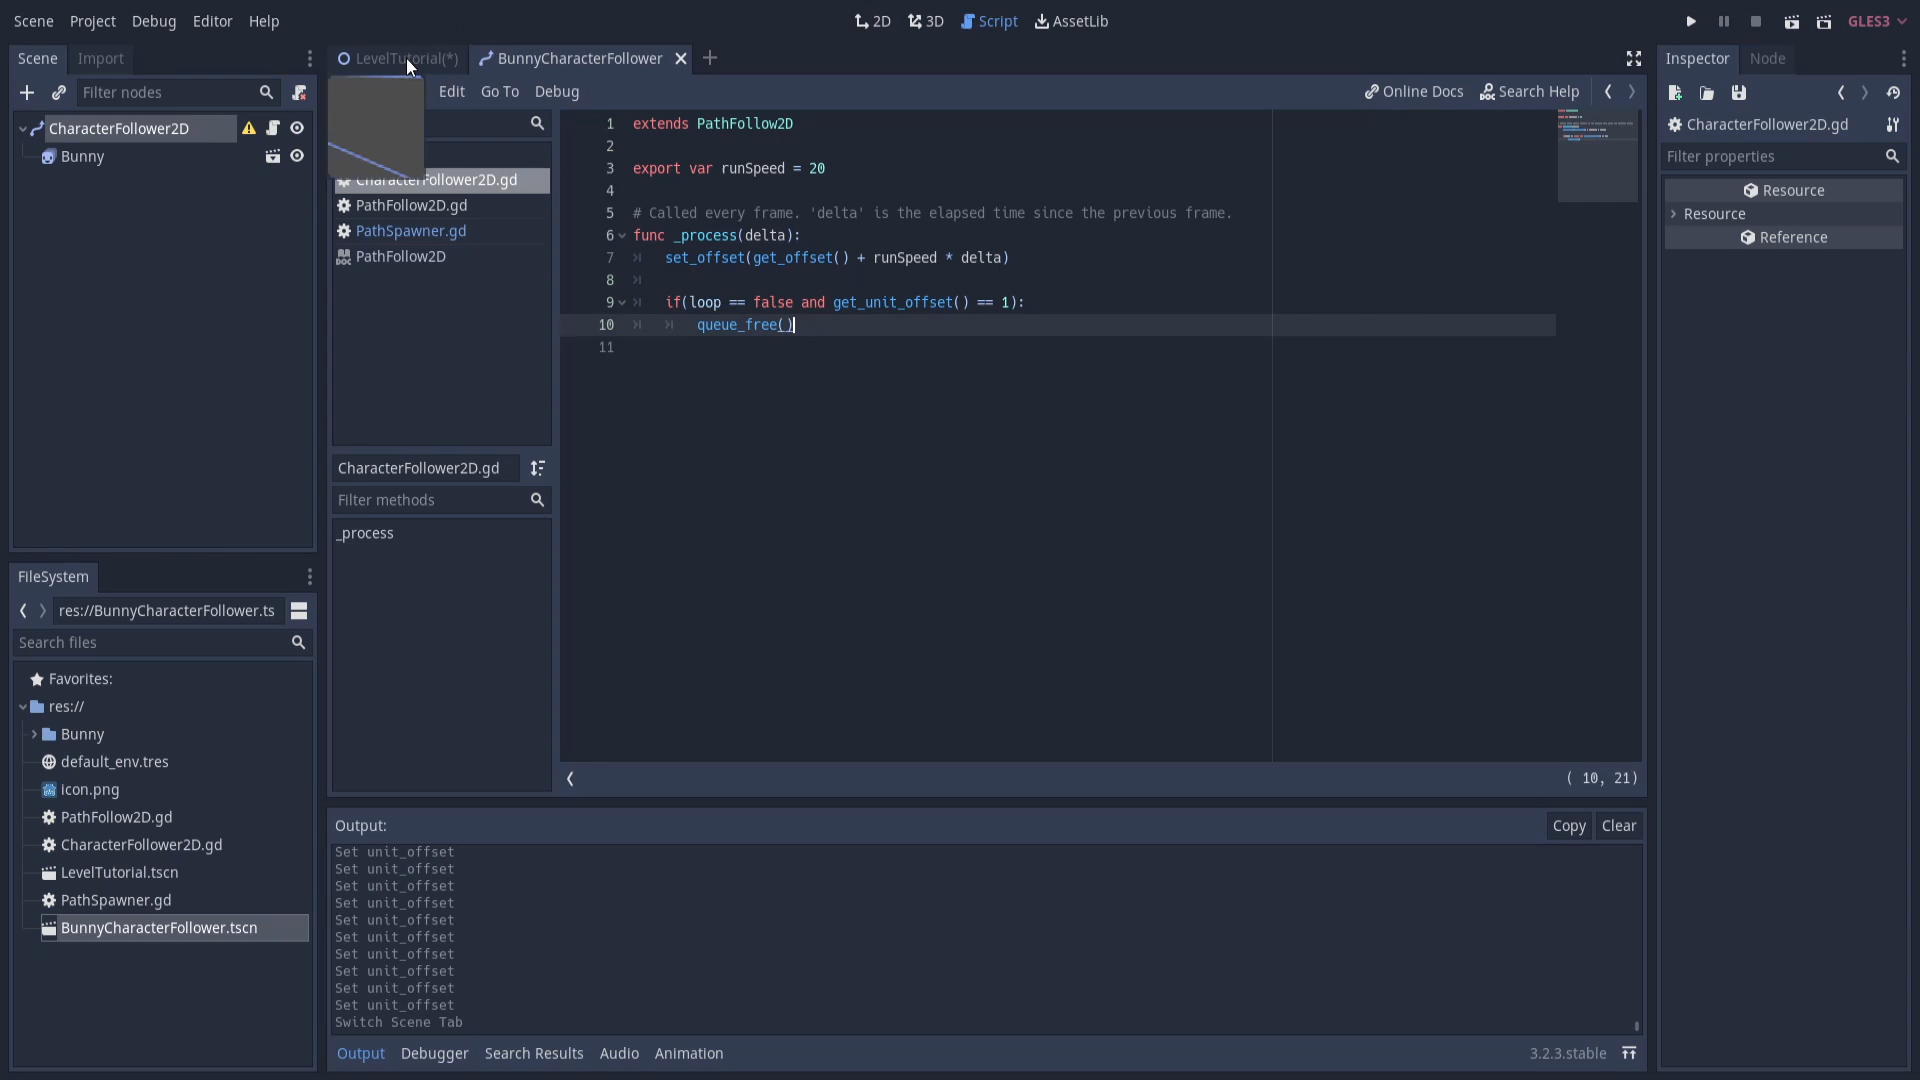 Scene Project Debug Editor Help
2D 3D Script AssetLib
GLES3
Scene Import
Filter nodes
CharacterFollower2D
Bunny
LevelTutorial(*) BunnyCharacterFollower
Edit Go To Debug
Online Docs Search Help
CharacterFollower2D.gd
PathFollow2D.gd
PathSpawner.gd
PathFollow2D
CharacterFollower2D.gd
Filter methods
_process
1 extends PathFollow2D
2
3 export var runSpeed = 20
4
5 # Called every frame. 'delta' is the elapsed time since the previous frame.
6 func _process(delta):
7 set_offset(get_offset() + runSpeed * delta)
8
9 if(loop == false and get_unit_offset() == 1):
10 queue_free()
11
( 10, 21)
Inspector Node
CharacterFollower2D.gd
Filter properties
Resource
Resource
Reference
FileSystem
res://BunnyCharacterFollower.ts
Search files
Favorites:
res://
Bunny
default_env.tres
icon.png
PathFollow2D.gd
CharacterFollower2D.gd
LevelTutorial.tscn
PathSpawner.gd
BunnyCharacterFollower.tscn
Output:
Copy Clear
Set unit_offset
Set unit_offset
Set unit_offset
Set unit_offset
Set unit_offset
Set unit_offset
Set unit_offset
Set unit_offset
Set unit_offset
Set unit_offset
Switch Scene Tab
Output Debugger Search Results Audio Animation
3.2.3.stable